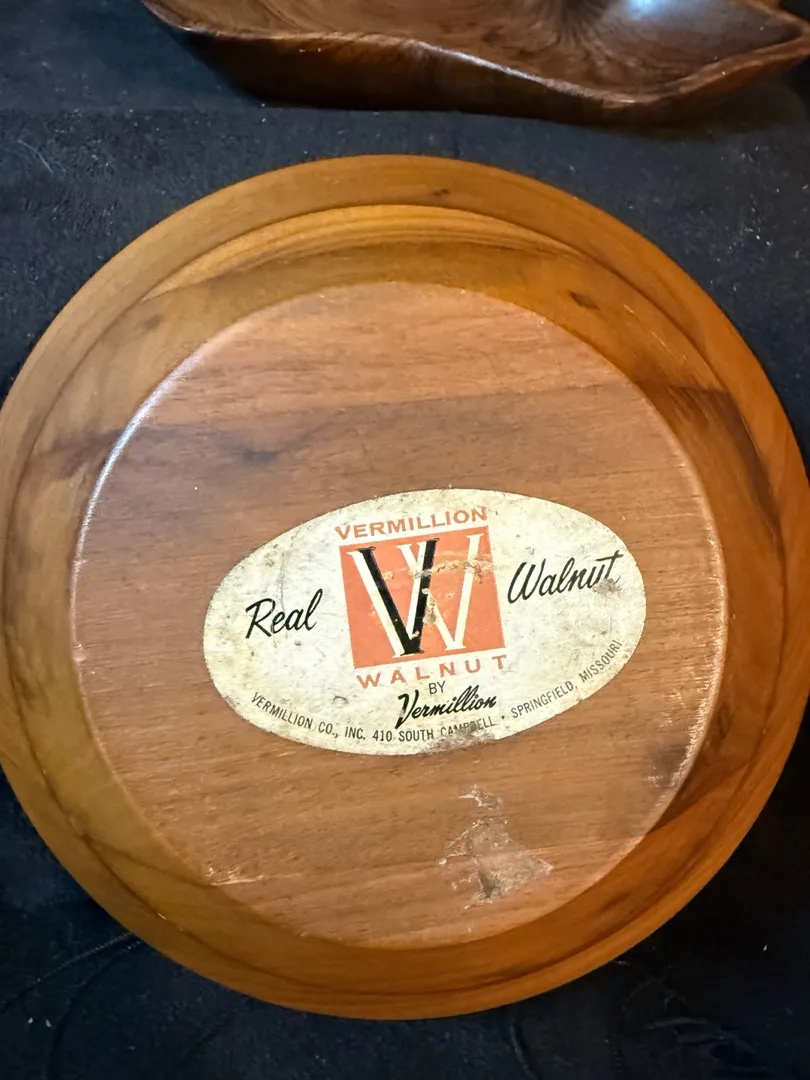 VERMILLION
VW
Real Walnut
WALNUT
BY
Vermillion
VERMILLION CO., INC. 410 SOUTH CAMPBELL • SPRINGFIELD, MISSOURI